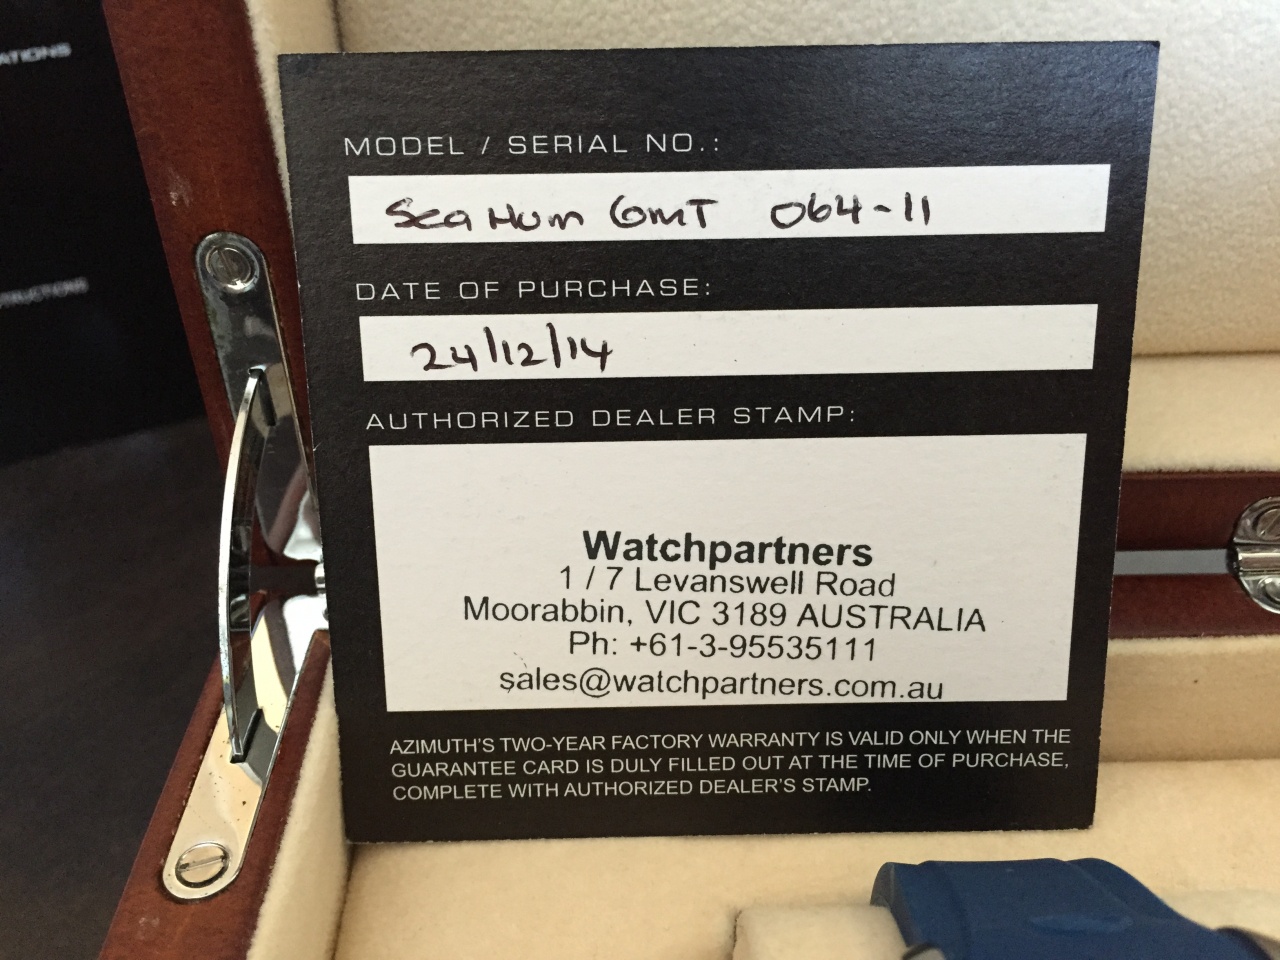 ATIONS
STRUCTIONS
MODEL / SERIAL NO.:
Sea Hum GMT 064-11
DATE OF PURCHASE:
24/12/14
AUTHORIZED DEALER STAMP:
Watchpartners
1 / 7 Levanswell Road
Moorabbin, VIC 3189 AUSTRALIA
Ph: +61-3-95535111
sales@watchpartners.com.au
AZIMUTH'S TWO-YEAR FACTORY WARRANTY IS VALID ONLY WHEN THE
GUARANTEE CARD IS DULY FILLED OUT AT THE TIME OF PURCHASE,
COMPLETE WITH AUTHORIZED DEALER'S STAMP.